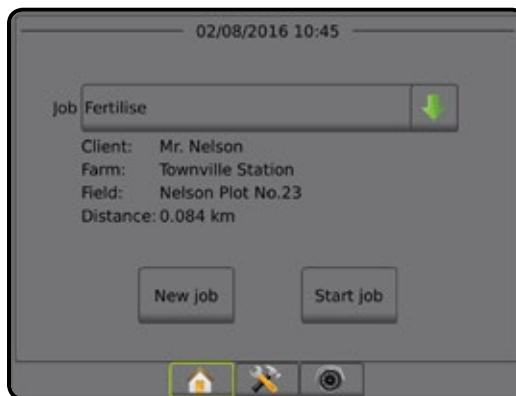 02/08/2016 10:45
Job Fertilise
Client: Mr. Nelson
Farm: Townville Station
Field: Nelson Plot No.23
Distance: 0.084 km
New job Start job